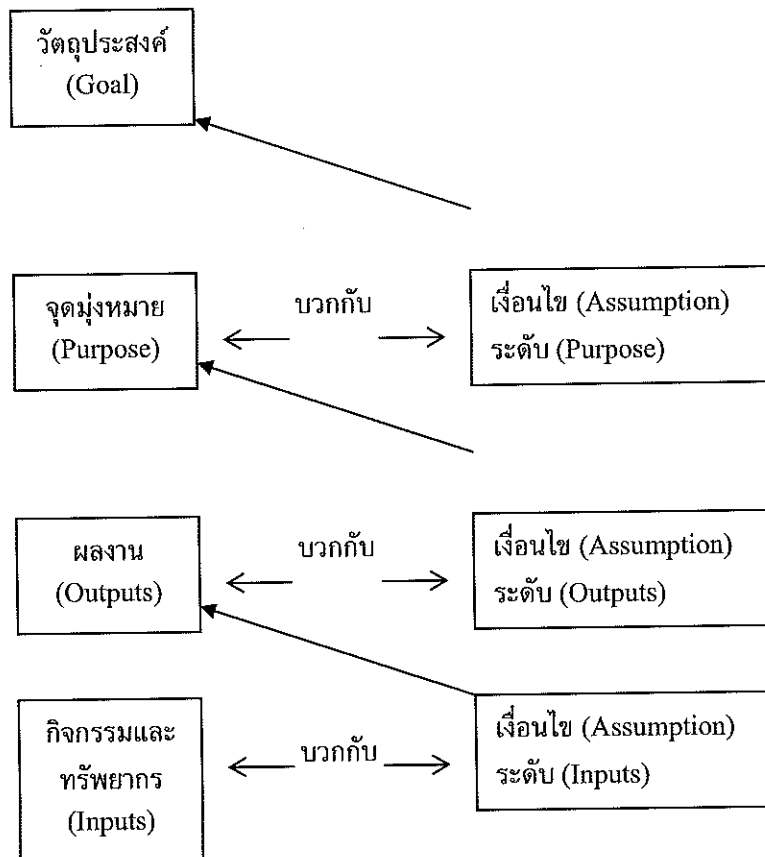 วัตถุประสงค์
(Goal)
จุดมุ่งหมาย
(Purpose)
บวกกับ
เงื่อนไข (Assumption)
ระดับ (Purpose)
ผลงาน
(Outputs)
บวกกับ
เงื่อนไข (Assumption)
ระดับ (Outputs)
กิจกรรมและ
ทรัพยากร
(Inputs)
บวกกับ
เงื่อนไข (Assumption)
ระดับ (Inputs)